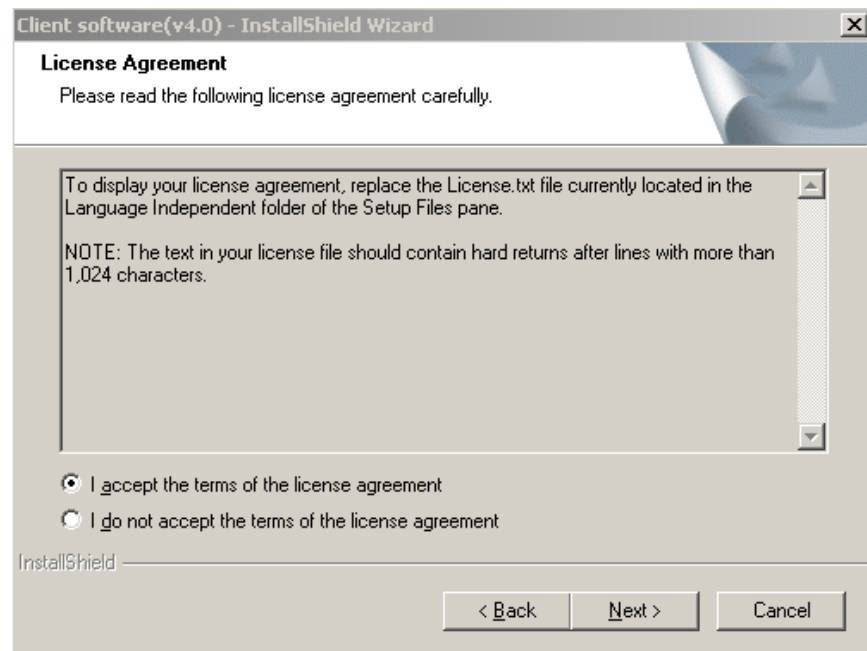 Client software(v4.0) - InstallShield Wizard
License Agreement
Please read the following license agreement carefully.
To display your license agreement, replace the License.txt file currently located in the
Language Independent folder of the Setup Files pane.
NOTE: The text in your license file should contain hard returns after lines with more than
1,024 characters.
I accept the terms of the license agreement
I do not accept the terms of the license agreement
InstallShield
< Back Next > Cancel